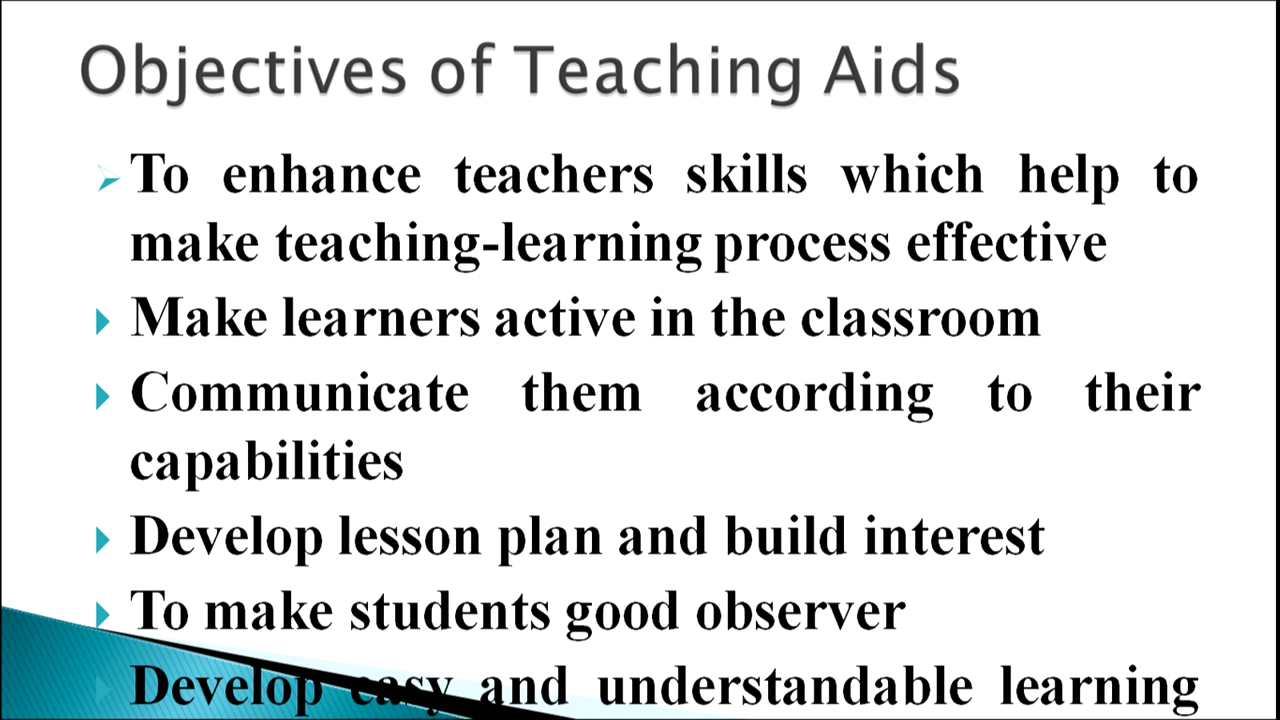 Objectives of Teaching Aids
To enhance teachers skills which help to
make teaching-learning process effective
Make learners active in the classroom
Communicate them according to their
capabilities
Develop lesson plan and build interest
To make students good observer
Develop easy and understandable learning